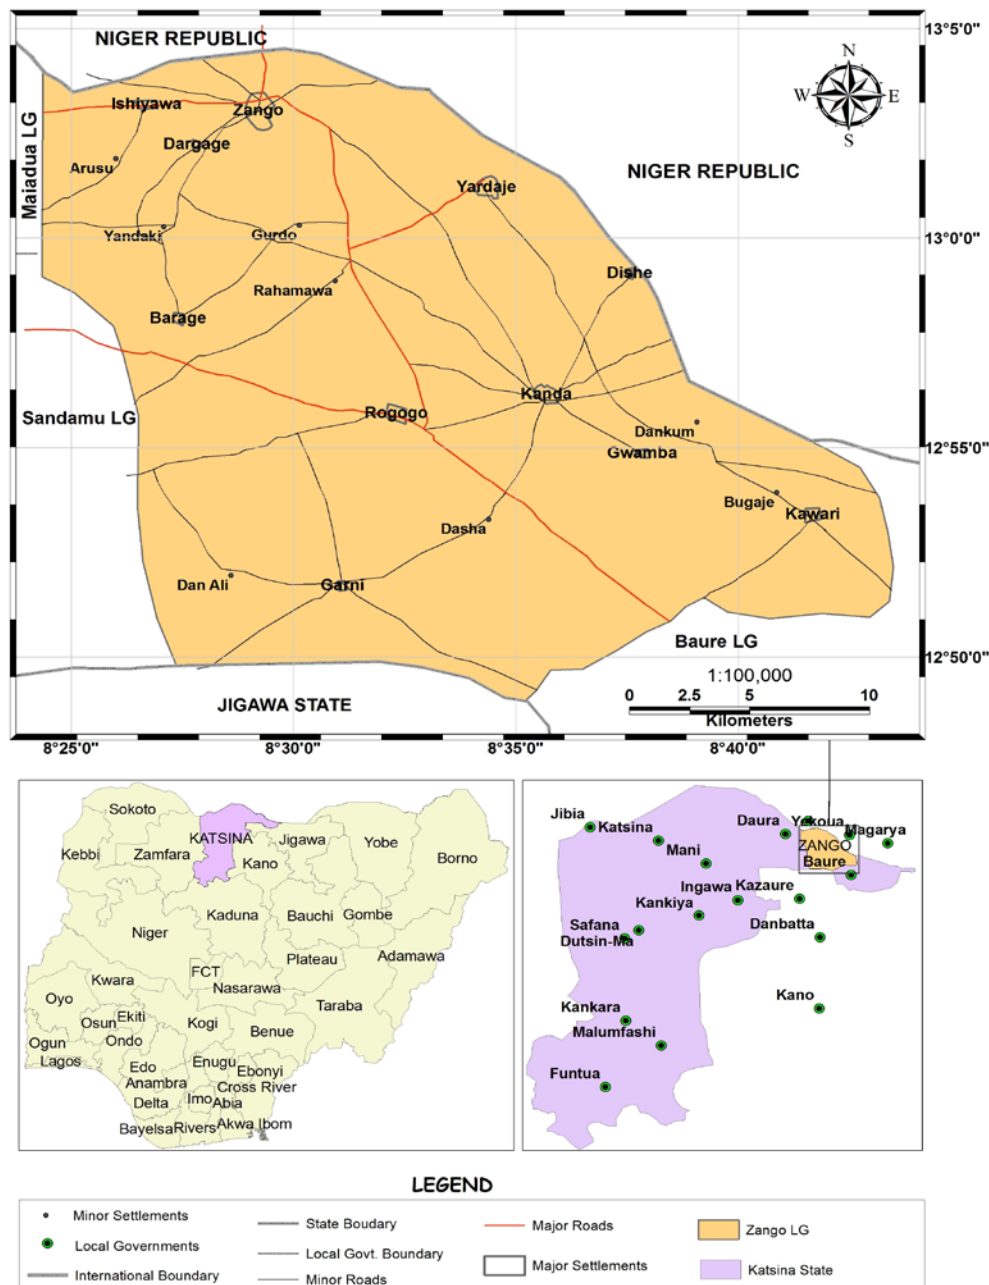 NIGER REPUBLIC
13°5'0"
N
W E
S
Ishiyawa
Zango
Maiadua LG
Dargage
Arusu
NIGER REPUBLIC
Yardaje
Yandaki
Gurdo
13°0'0"
Dishe
Rahamawa
Barage
Kanda
Sandamu LG
Rogogo
Dankum
12°55'0"
Gwamba
Bugaje
Kawari
Dasha
Dan Ali
Garni
Baure LG
12°50'0"
1:100,000
0 2.5 5 10
Kilometers
JIGAWA STATE
8°25'0" 8°30'0" 8°35'0" 8°40'0"
Sokoto
KATSINA
Jigawa
Yobe
Kebbi
Zamfara
Kano
Borno
Kaduna
Bauchi
Gombe
Niger
Adamawa
Plateau
FCT
Kwara
Nasarawa
Oyo
Taraba
Ekiti
Osun
Kogi
Benue
Ogun
Ondo
Lagos
Edo
Enugu
Ebonyi
Anambra
Cross River
Delta
Imo
Abia
Bayelsa
Rivers
Akwa Ibom
Jibia
Katsina
Daura
Yekoua
Magarya
Mani
ZANGO
Baure
Ingawa
Kazaure
Kankiya
Safana
Danbatta
Dutsin-Ma
Kano
Kankara
Malumfashi
Funtua
LEGEND
Minor Settlements
Local Governments
International Boundary
State Boudary
Local Govt. Boundary
Minor Roads
Major Roads
Major Settlements
Zango LG
Katsina State